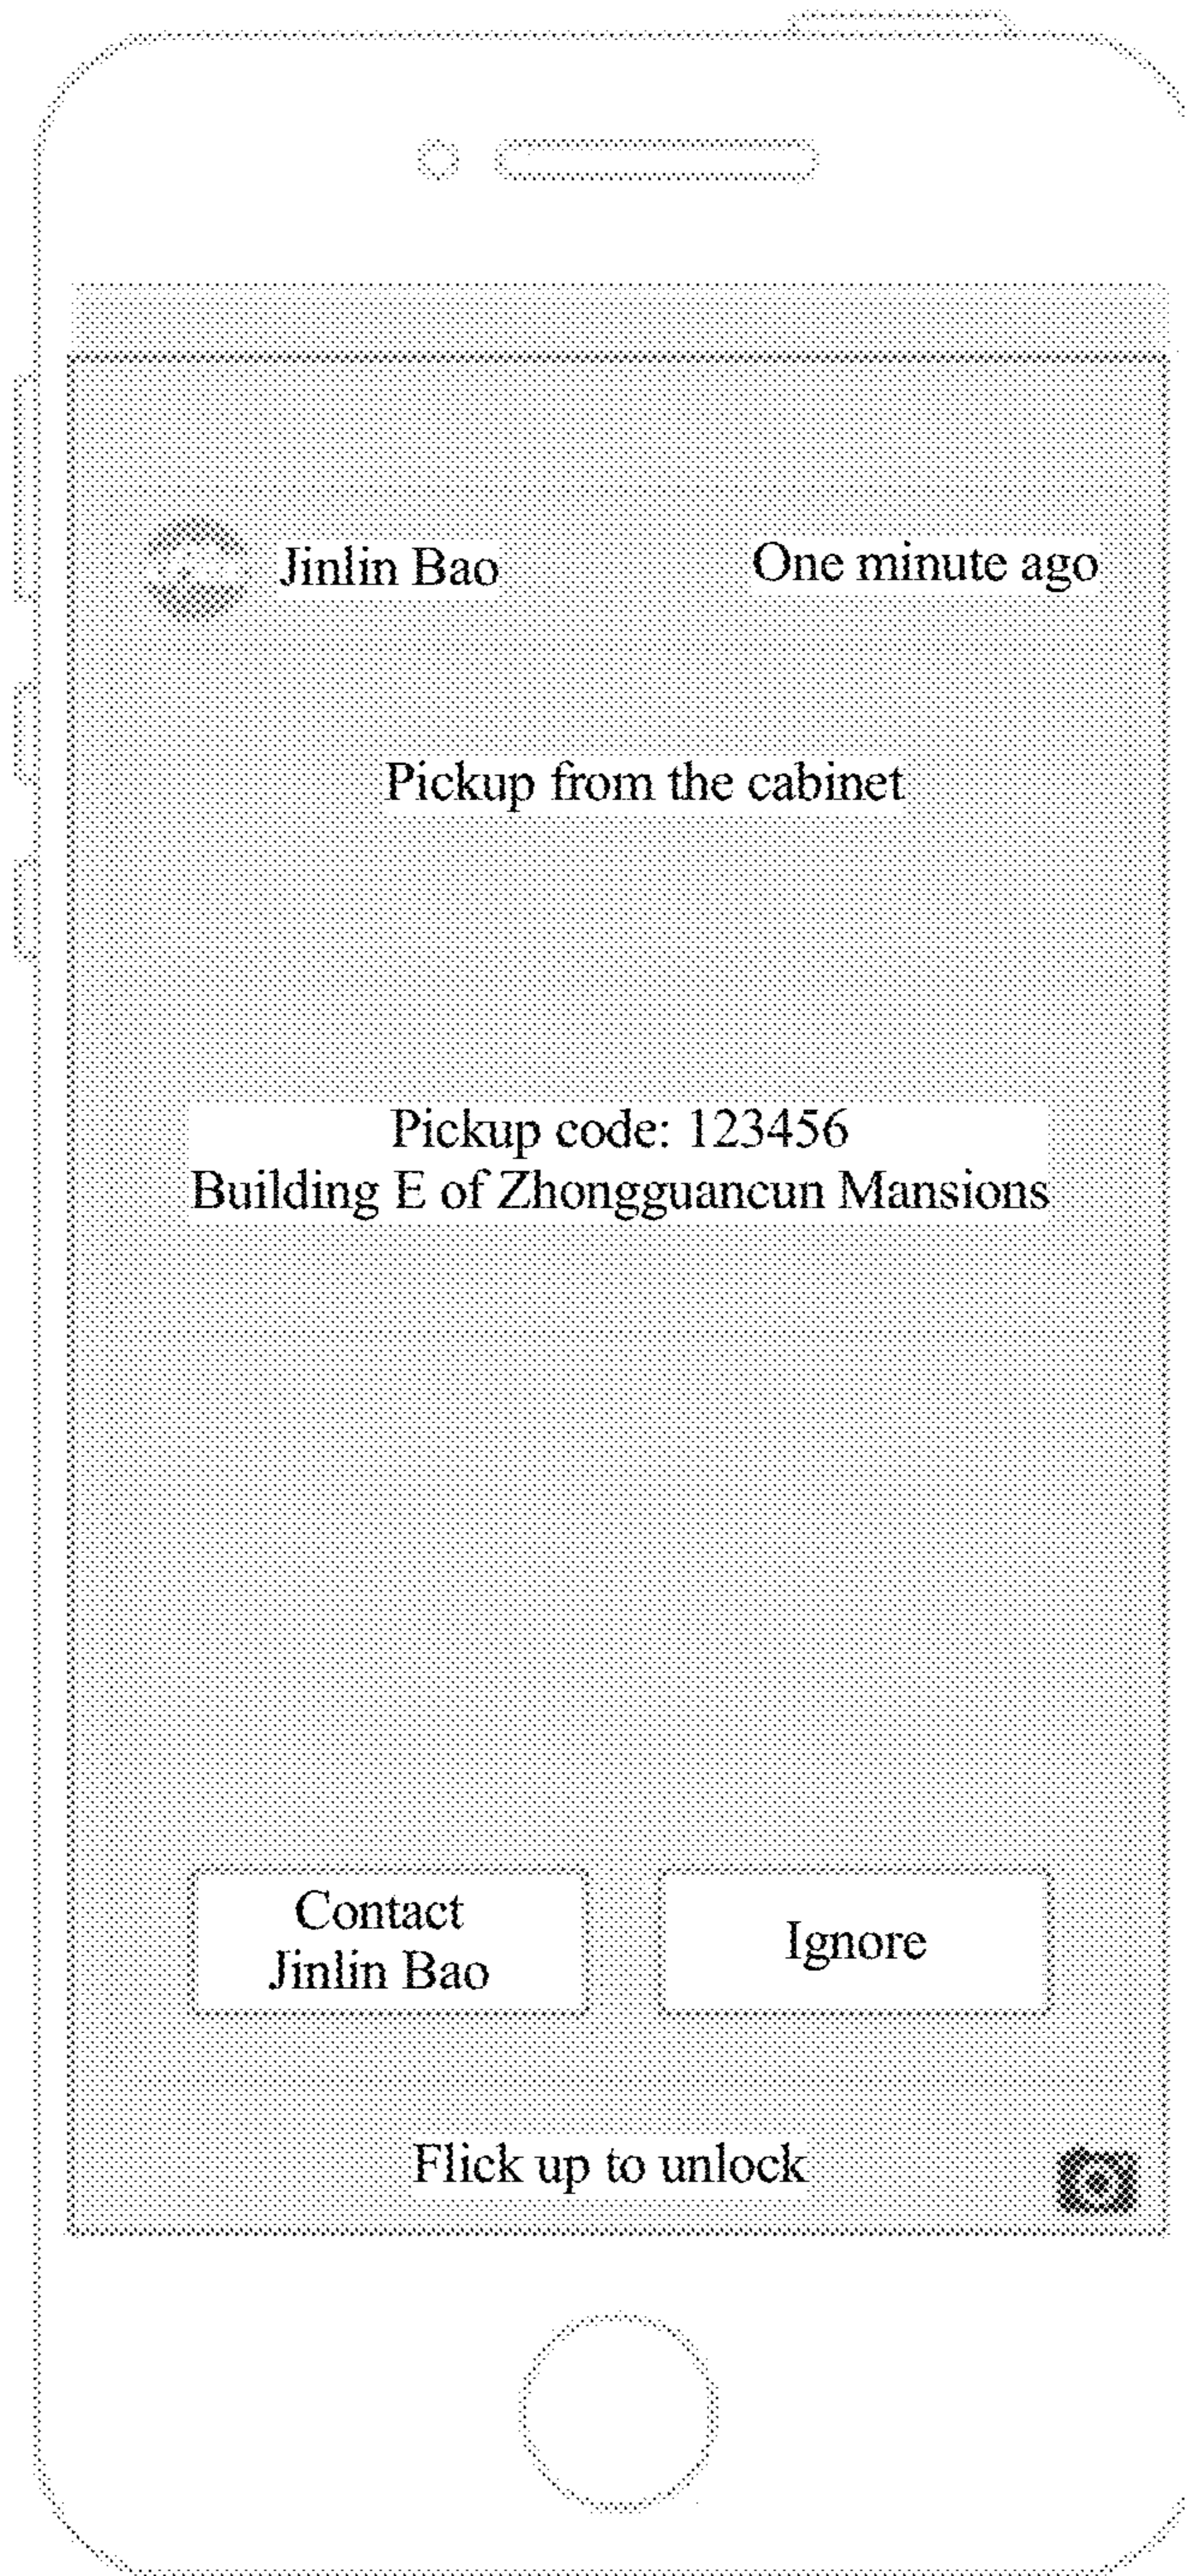 Jinlin Bao
One minute ago
Pickup from the cabinet
Pickup code: 123456
Building E of Zhongguancun Mansions
Contact
Jinlin Bao
Ignore
Flick up to unlock